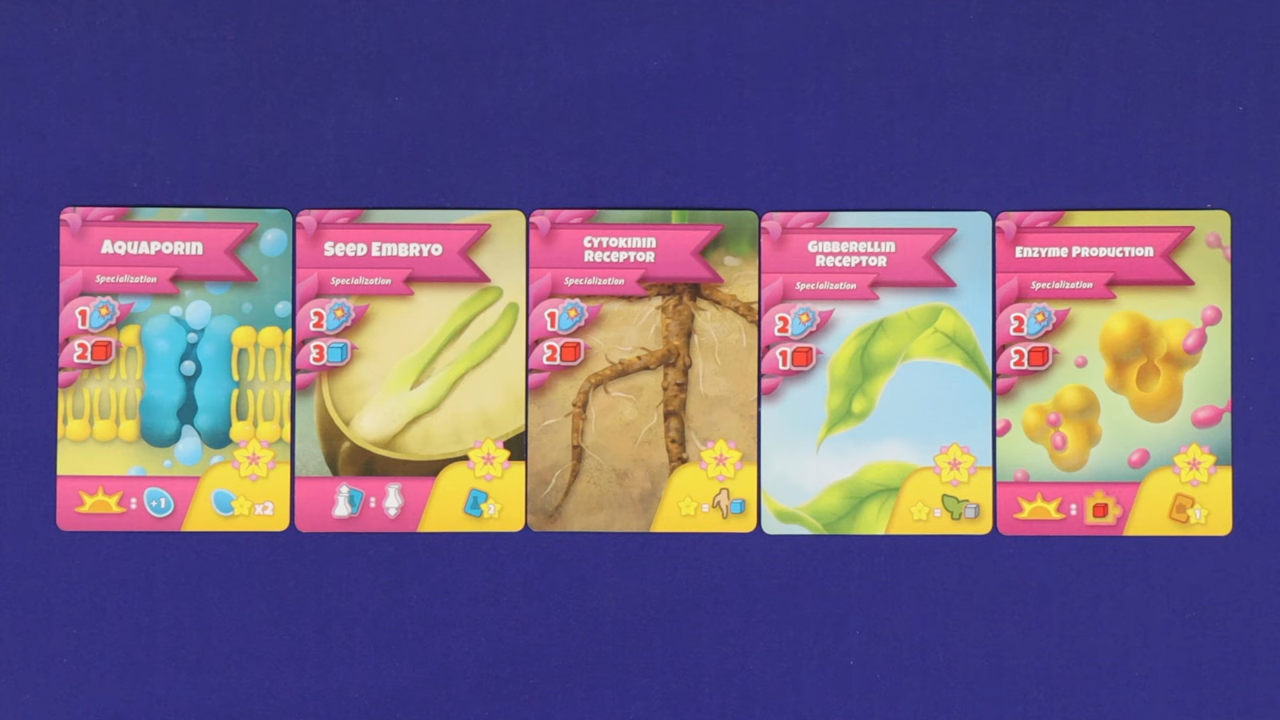 AQUAPORIN
Specialization
1
2
+1
x2
SEED EMBRYO
Specialization
2
3
2
CYTOKININ
RECEPTOR
Specialization
1
2
=
GIBBERELLIN
RECEPTOR
Specialization
2
1
=
ENZYME PRODUCTION
Specialization
2
2
1